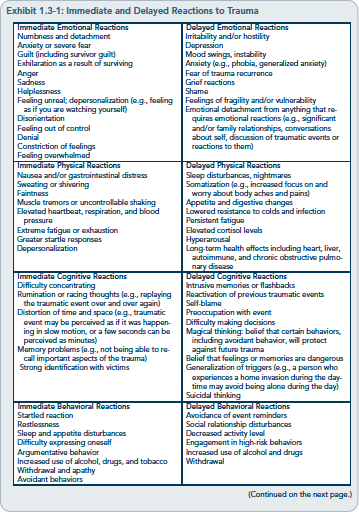 Exhibit 1.3-1: Immediate and Delayed Reactions to Trauma
Immediate Emotional Reactions
Numbness and detachment
Anxiety or severe fear
Guilt (including survivor guilt)
Exhilaration as a result of surviving
Anger
Sadness
Helplessness
Feeling unreal; depersonalization (e.g., feeling
as if you are watching yourself)
Disorientation
Feeling out of control
Denial
Constriction of feelings
Feeling overwhelmed
Delayed Emotional Reactions
Irritability and/or hostility
Depression
Mood swings, instability
Anxiety (e.g., phobia, generalized anxiety)
Fear of trauma recurrence
Grief reactions
Shame
Feelings of fragility and/or vulnerability
Emotional detachment from anything that re-
quires emotional reactions (e.g., significant
and/or family relationships, conversations
about self, discussion of traumatic events or
reactions to them)
Immediate Physical Reactions
Nausea and/or gastrointestinal distress
Sweating or shivering
Faintness
Muscle tremors or uncontrollable shaking
Elevated heartbeat, respiration, and blood
pressure
Extreme fatigue or exhaustion
Greater startle responses
Depersonalization
Delayed Physical Reactions
Sleep disturbances, nightmares
Somatization (e.g., increased focus on and
worry about body aches and pains)
Appetite and digestive changes
Lowered resistance to colds and infection
Persistent fatigue
Elevated cortisol levels
Hyperarousal
Long-term health effects including heart, liver,
autoimmune, and chronic obstructive pulmo-
nary disease
Immediate Cognitive Reactions
Difficulty concentrating
Rumination or racing thoughts (e.g., replaying
the traumatic event over and over again)
Distortion of time and space (e.g., traumatic
event may be perceived as if it was happen-
ing in slow motion, or a few seconds can be
perceived as minutes)
Memory problems (e.g., not being able to re-
call important aspects of the trauma)
Strong identification with victims
Delayed Cognitive Reactions
Intrusive memories or flashbacks
Reactivation of previous traumatic events
Self-blame
Preoccupation with event
Difficulty making decisions
Magical thinking: belief that certain behaviors,
including avoidant behavior, will protect
against future trauma
Belief that feelings or memories are dangerous
Generalization of triggers (e.g., a person who
experiences a home invasion during the day-
time may avoid being alone during the day)
Suicidal thinking
Immediate Behavioral Reactions
Startled reaction
Restlessness
Sleep and appetite disturbances
Difficulty expressing oneself
Argumentative behavior
Increased use of alcohol, drugs, and tobacco
Withdrawal and apathy
Avoidant behaviors
Delayed Behavioral Reactions
Avoidance of event reminders
Social relationship disturbances
Decreased activity level
Engagement in high-risk behaviors
Increased use of alcohol and drugs
Withdrawal
(Continued on the next page.)